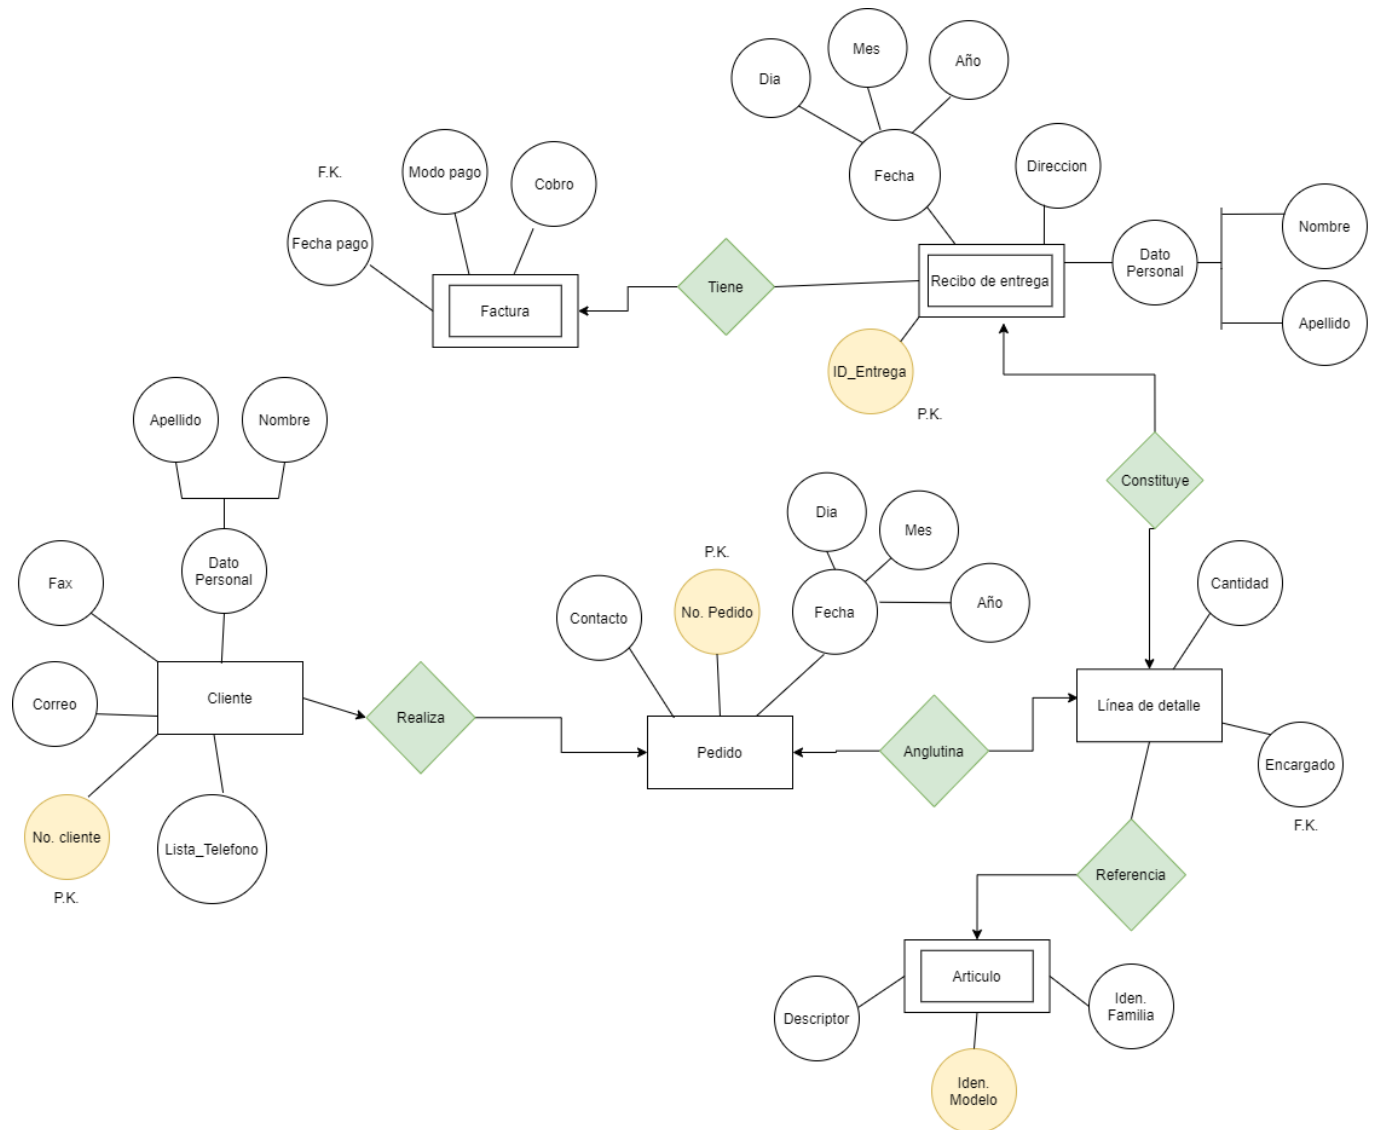 Mes
Año
Dia
Modo pago
Cobro
F.K.
Fecha
Direccion
Fecha pago
Nombre
Dato
Personal
Tiene
Recibo de entrega
Factura
Apellido
ID_Entrega
P.K.
Apellido
Nombre
Constituye
Dia
Mes
P.K.
Dato
Personal
Fax
Cantidad
Contacto
No. Pedido
Fecha
Año
Cliente
Correo
Realiza
Línea de detalle
Pedido
Anglutina
Encargado
F.K.
No. cliente
Lista_Telefono
P.K.
Referencia
Articulo
Descriptor
Iden.
Familia
Iden.
Modelo